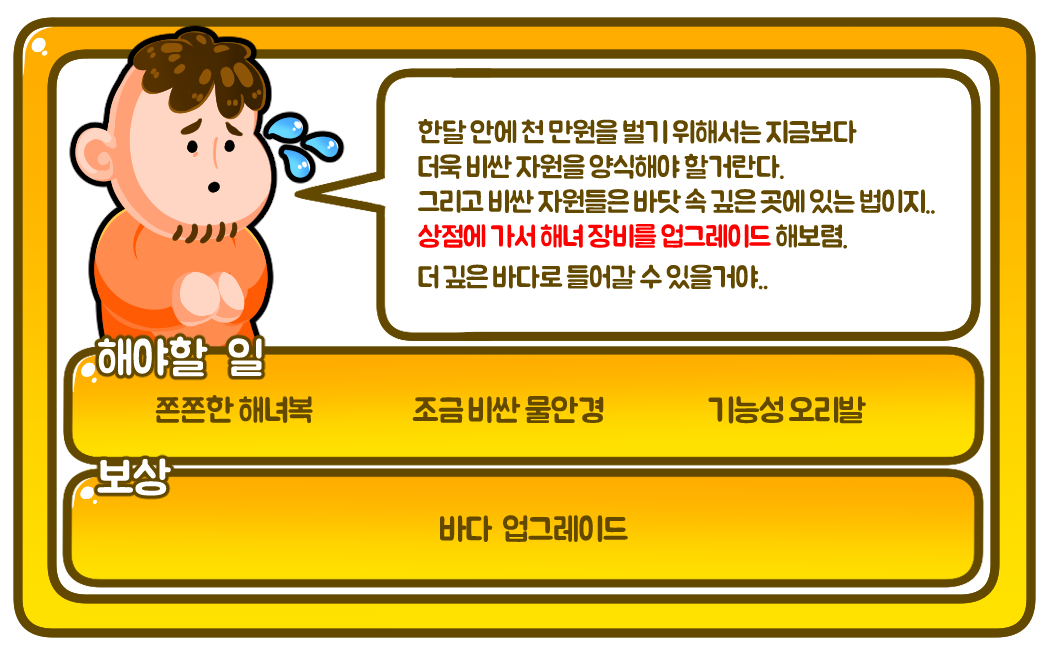 한달 안에 천 만원을 벌기 위해서는 지금보다
더욱 비싼 자원을 양식해야 할거란다.
그리고 비싼 자원들은 바닷 속 깊은 곳에 있는 법이지..
상점에 가서 해녀 장비를 업그레이드 해보렴.
더 깊은 바다로 들어갈 수 있을거야..
해야할 일
쫀쫀한 해녀복 조금 비싼 물안경 기능성 오리발
보상
바다 업그레이드